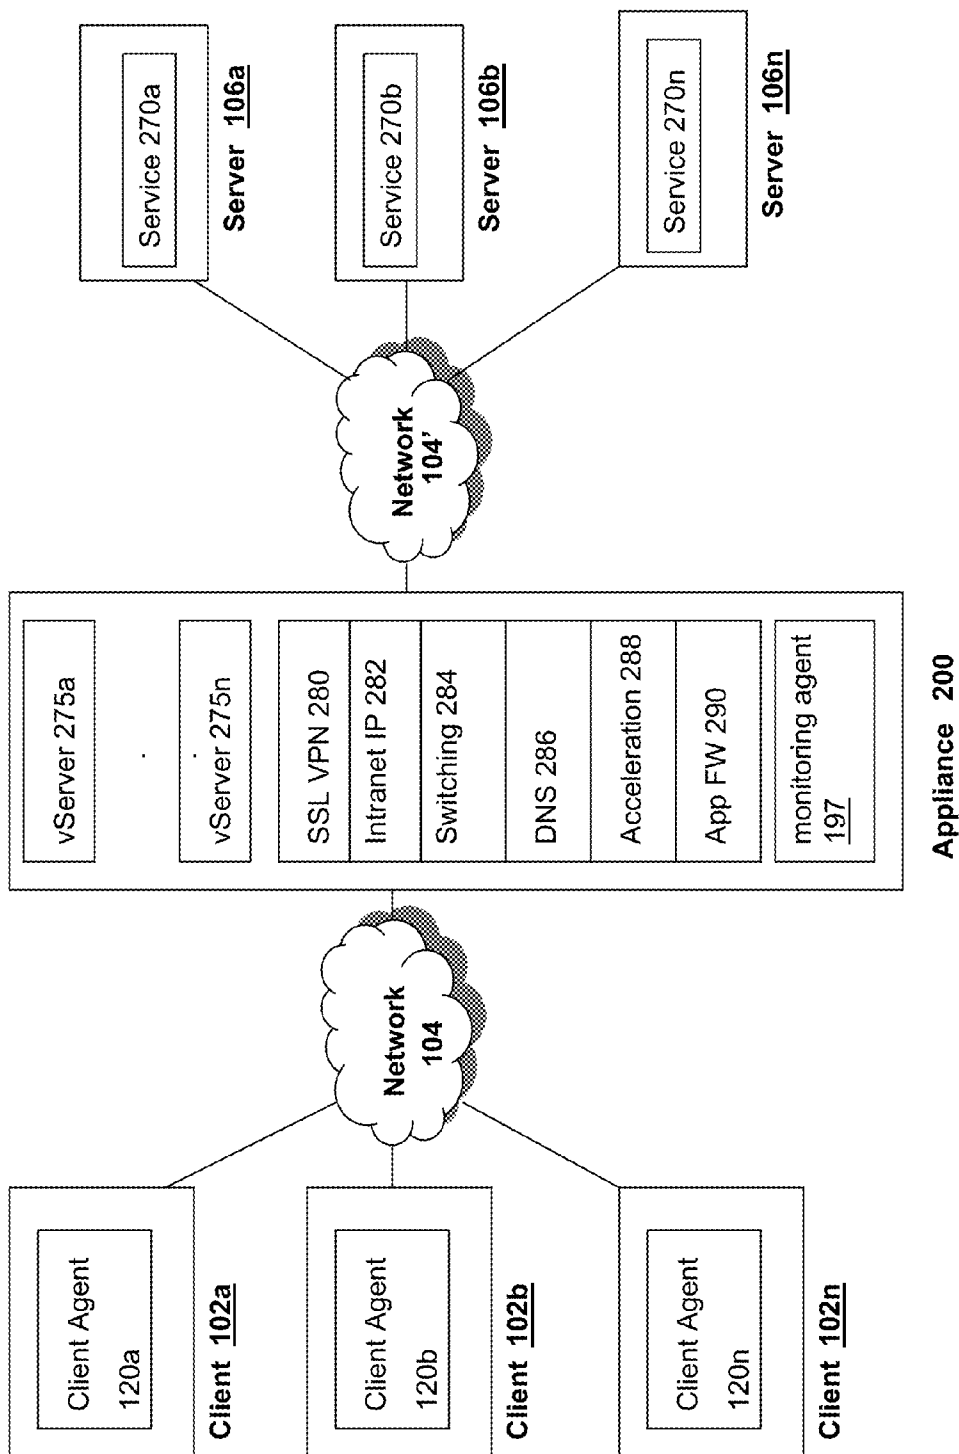 Client Agent
120a
Client 102a
Client Agent
120b
Client 102b
Client Agent
120n
Client 102n
Network
104
vServer 275a
vServer 275n
SSL VPN 280
Intranet IP 282
Switching 284
DNS 286
Acceleration 288
App FW 290
monitoring agent
197
Appliance 200
Network
104'
Service 270a
Server 106a
Service 270b
Server 106b
Service 270n
Server 106n